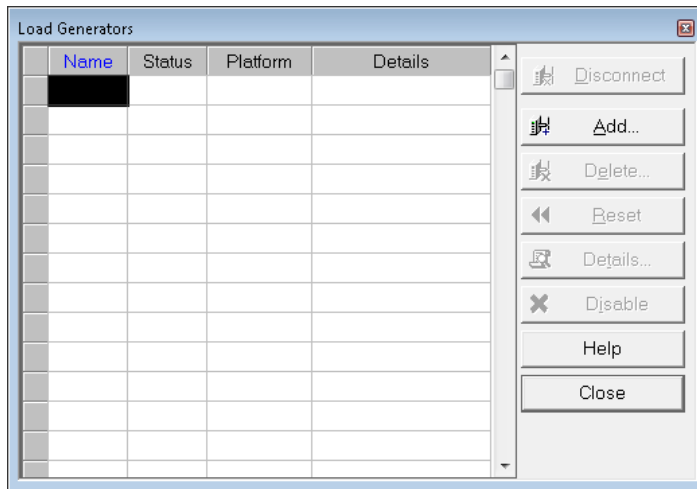 Load Generators
Name Status Platform Details
Disconnect
Add...
Delete...
Reset
Details...
Disable
Help
Close